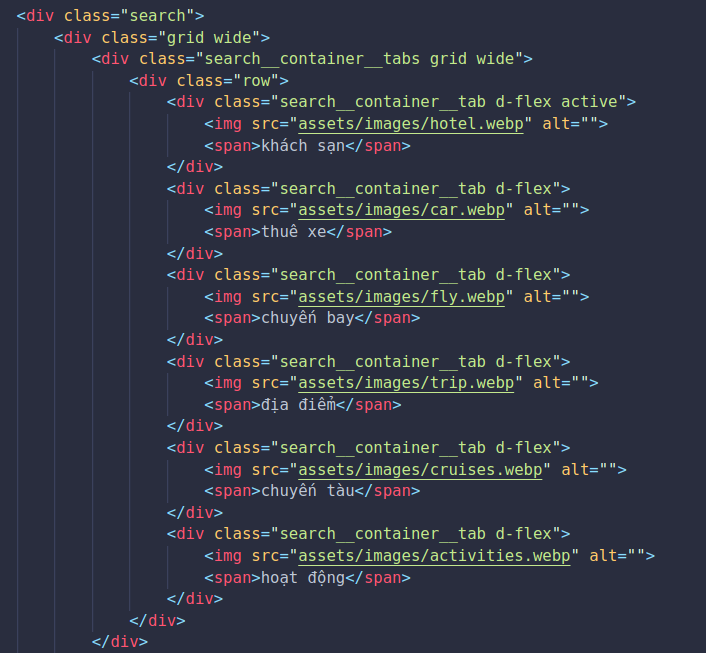 <div class="search">
<div class="grid wide">
<div class="search__container__tabs grid wide">
<div class="row">
<div class="search__container__tab d-flex active">
<img src="assets/images/hotel.webp" alt="">
<span>khách sạn</span>
</div>
<div class="search__container__tab d-flex">
<img src="assets/images/car.webp" alt="">
<span>thuê xe</span>
</div>
<div class="search__container__tab d-flex">
<img src="assets/images/fly.webp" alt="">
<span>chuyến bay</span>
</div>
<div class="search__container__tab d-flex">
<img src="assets/images/trip.webp" alt="">
<span>địa điểm</span>
</div>
<div class="search__container__tab d-flex">
<img src="assets/images/cruises.webp" alt="">
<span>chuyến tàu</span>
</div>
<div class="search__container__tab d-flex">
<img src="assets/images/activities.webp" alt="">
<span>hoạt động</span>
</div>
</div>
</div>